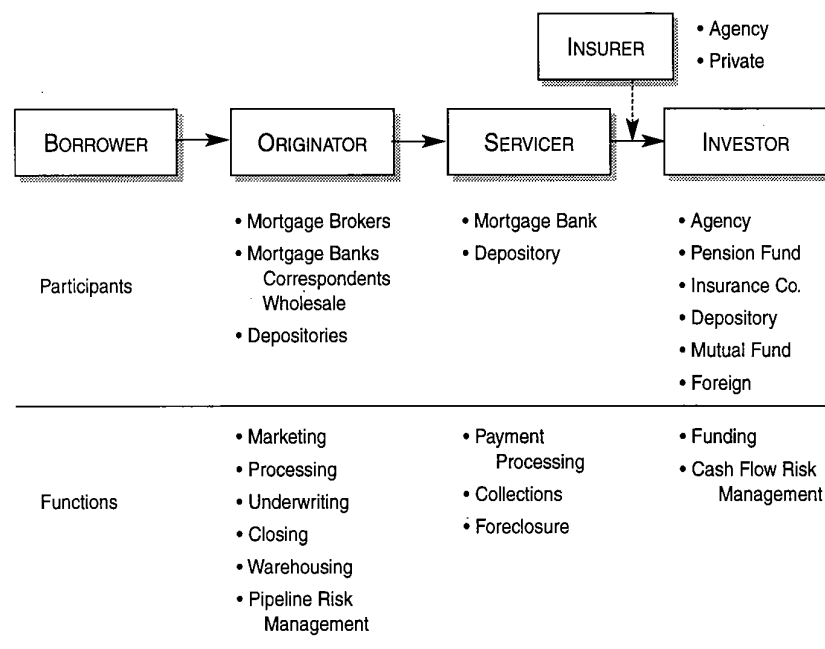 INSURER
• Agency
• Private
BORROWER
ORIGINATOR
SERVICER
INVESTOR
Participants
• Mortgage Brokers
• Mortgage Banks
Correspondents
Wholesale
• Depositories
• Mortgage Bank
• Depository
• Agency
• Pension Fund
• Insurance Co.
• Depository
• Mutual Fund
• Foreign
Functions
• Marketing
• Processing
• Underwriting
• Closing
• Warehousing
• Pipeline Risk
Management
• Payment
Processing
• Collections
• Foreclosure
• Funding
• Cash Flow Risk
Management